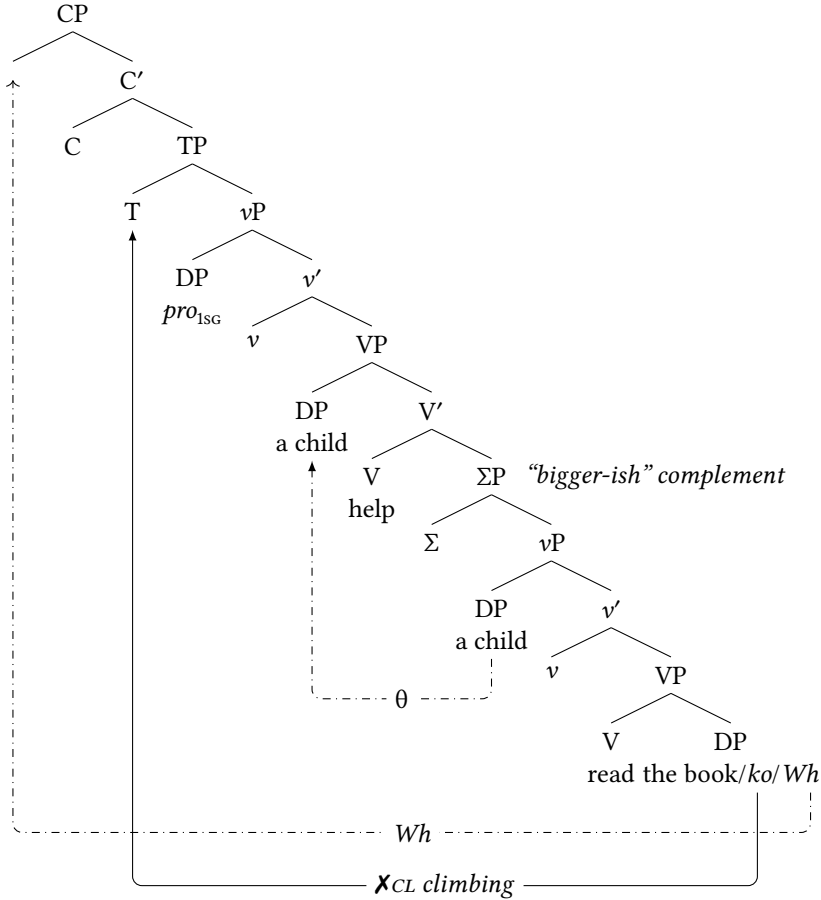 CP
C′
C TP
T vP
DP v′
pro1SG
v VP
DP V′
a child
V ΣP “bigger-ish” complement
help
Σ vP
DP v′
a child
v VP
θ
V DP
read the book/ko/Wh
Wh
✗CL climbing